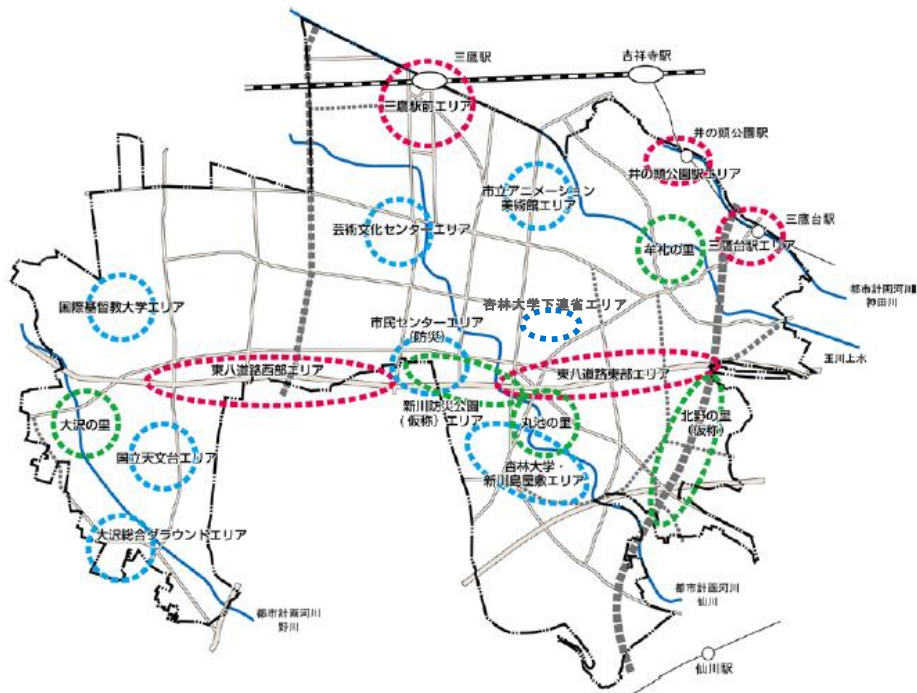 三鷹駅
吉祥寺駅
三鷹駅前エリア
井の頭公園駅
井の頭公園駅エリア
市立アニメーション
美術館エリア
三鷹台駅
芸術文化センターエリア
牟礼の里
三鷹台駅エリア
都市計画河川
神田川
国際基督教大学エリア
杏林大学下連雀エリア
市民センターエリア
(防災)
玉川上水
東八道路西部エリア
東八道路東部エリア
新川防災公園
(仮称)エリア
大沢の里
丸池の里
北野の里
(仮称)
国立天文台エリア
杏林大学・
新川島屋敷エリア
大沢総合グラウンドエリア
都市計画河川
仙川
都市計画河川
野川
仙川駅